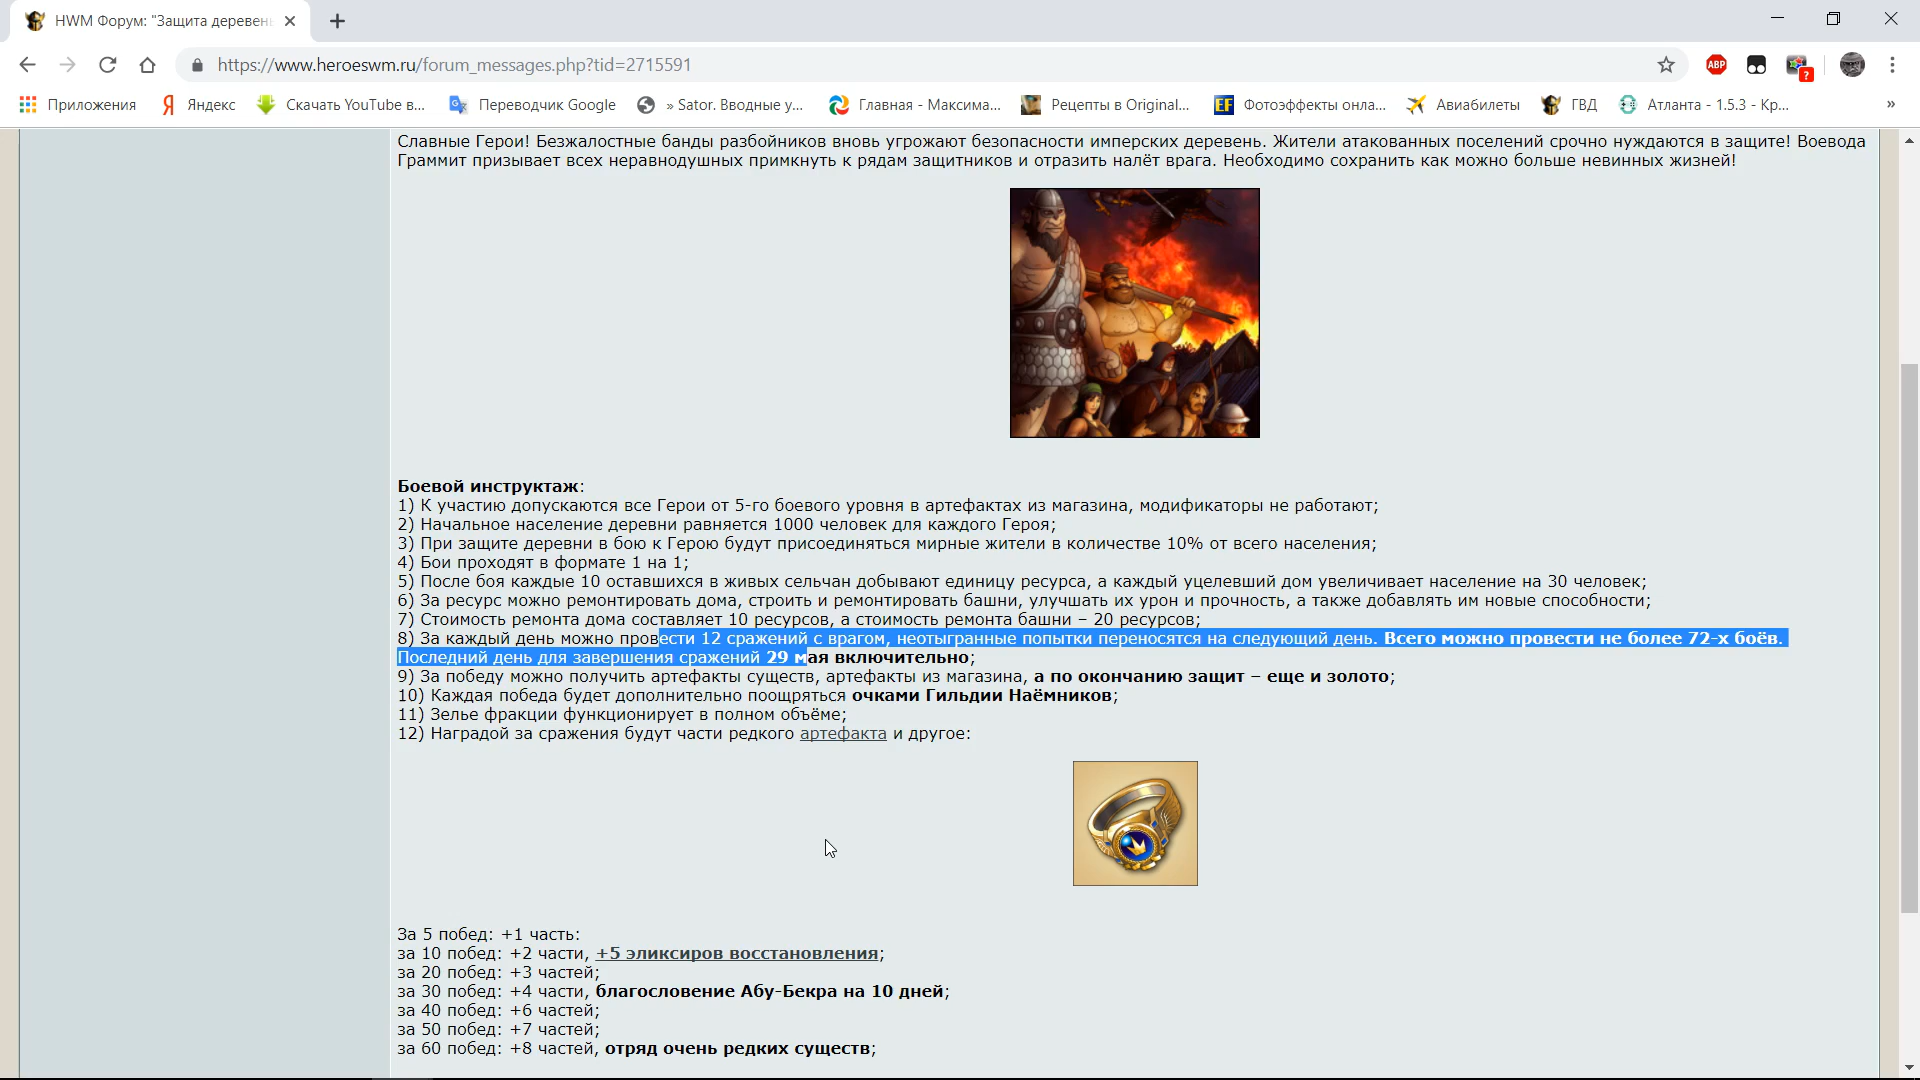 HWM Форум: "Защита деревень
https://www.heroeswm.ru/forum_messages.php?tid=2715591
ABP
?
Приложения
Яндекс
Скачать YouTube в...
Переводчик Google
» Sator. Вводные у...
Главная - Максима...
Рецепты в Original...
EF Фотоэффекты онла...
Авиабилеты
ГВД
Атланта - 1.5.3 - Кр...
»
Славные Герои! Безжалостные банды разбойников вновь угрожают безопасности имперских деревень. Жители атакованных поселений срочно нуждаются в защите! Воевода
Граммит призывает всех неравнодушных примкнуть к рядам защитников и отразить налёт врага. Необходимо сохранить как можно больше невинных жизней!
Боевой инструктаж:
1) К участию допускаются все Герои от 5-го боевого уровня в артефактах из магазина, модификаторы не работают;
2) Начальное население деревни равняется 1000 человек для каждого Героя;
3) При защите деревни в бою к Герою будут присоединяться мирные жители в количестве 10% от всего населения;
4) Бои проходят в формате 1 на 1;
5) После боя каждые 10 оставшихся в живых сельчан добывают единицу ресурса, а каждый уцелевший дом увеличивает население на 30 человек;
6) За ресурс можно ремонтировать дома, строить и ремонтировать башни, улучшать их урон и прочность, а также добавлять им новые способности;
7) Стоимость ремонта дома составляет 10 ресурсов, а стоимость ремонта башни – 20 ресурсов;
8) За каждый день можно провести 12 сражений с врагом, неотыгранные попытки переносятся на следующий день. Всего можно провести не более 72-х боёв.
Последний день для завершения сражений 29 мая включительно;
9) За победу можно получить артефакты существ, артефакты из магазина, а по окончанию защит – еще и золото;
10) Каждая победа будет дополнительно поощряться очками Гильдии Наёмников;
11) Зелье фракции функционирует в полном объёме;
12) Наградой за сражения будут части редкого артефакта и другое:
За 5 побед: +1 часть:
за 10 побед: +2 части, +5 эликсиров восстановления;
за 20 побед: +3 частей;
за 30 побед: +4 части, благословение Абу-Бекра на 10 дней;
за 40 побед: +6 частей;
за 50 побед: +7 частей;
за 60 побед: +8 частей, отряд очень редких существ;